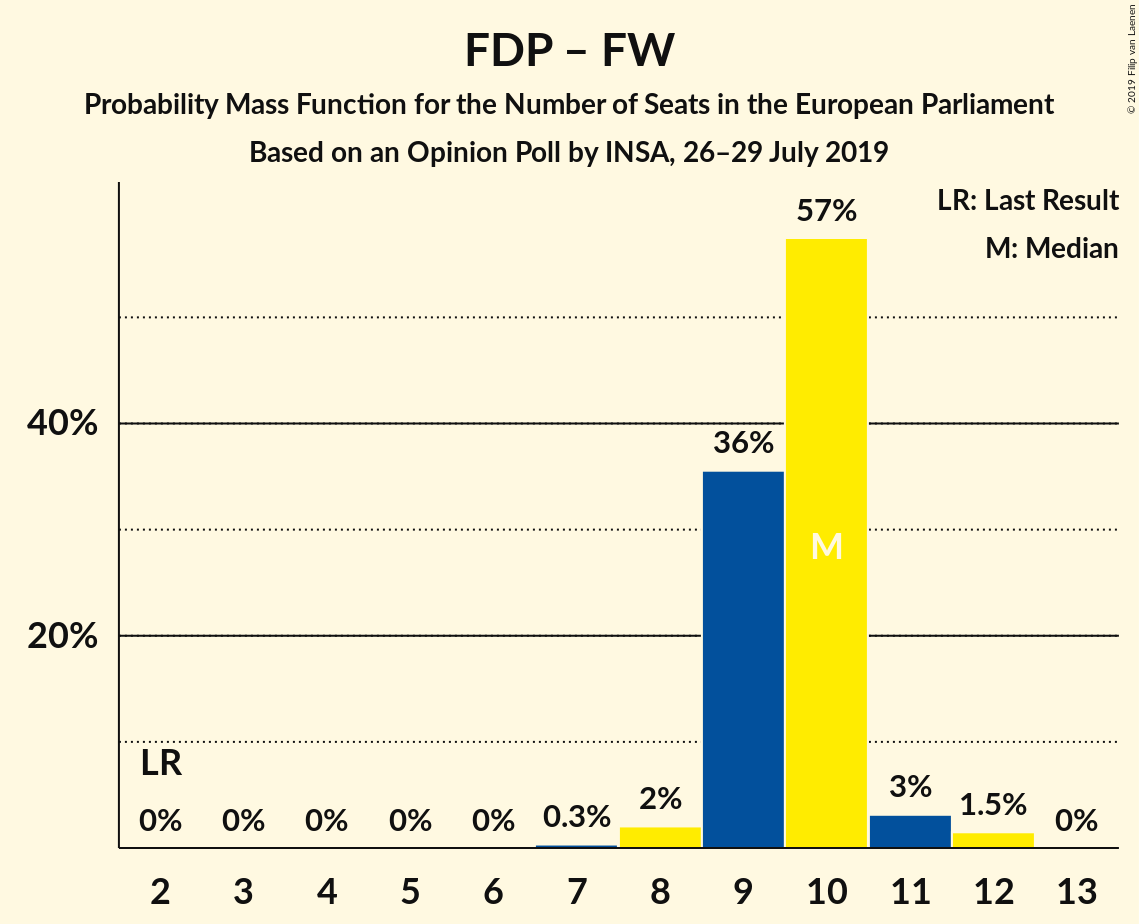 FDP – FW
Probability Mass Function for the Number of Seats in the European Parliament
Based on an Opinion Poll by INSA, 26–29 July 2019
© 2019 Filip van Laenen
LR: Last Result
M: Median
57%
40%
36%
M
20%
LR
0% 0% 0% 0% 0% 0.3% 2% 3% 1.5% 0%
2 3 4 5 6 7 8 9 10 11 12 13